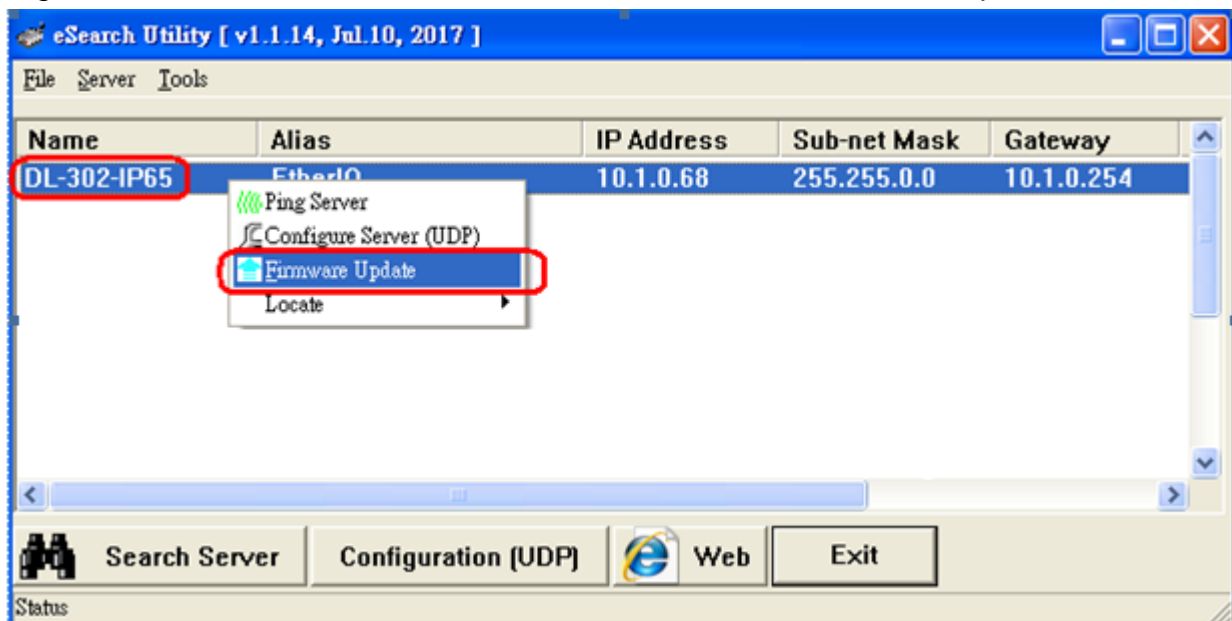 eSearch Utility [ v1.1.14, Jul.10, 2017 ]
File Server Tools
Name Alias IP Address Sub-net Mask Gateway
DL-302-IP65 EtherIO 10.1.0.68 255.255.0.0 10.1.0.254
Ping Server
Configure Server (UDP)
Firmware Update
Locate
Search Server Configuration (UDP) Web Exit
Status